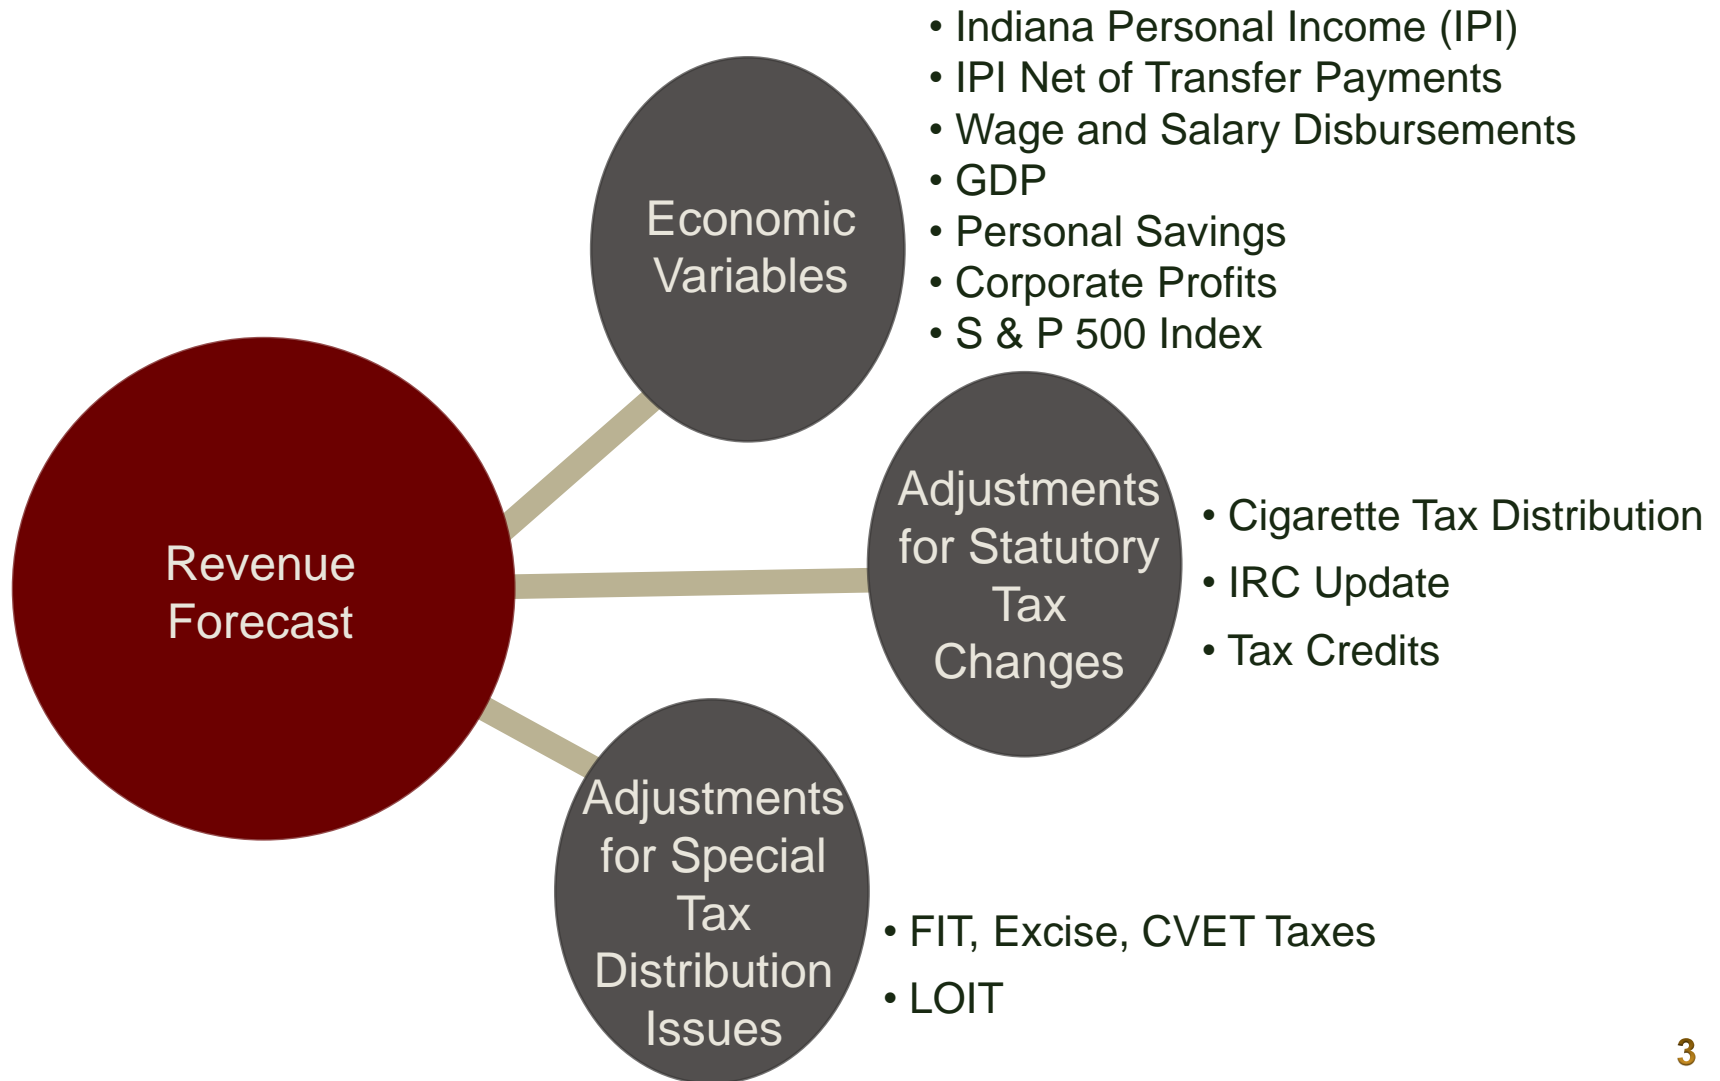 Revenue
Forecast
Economic
Variables
• Indiana Personal Income (IPI)
• IPI Net of Transfer Payments
• Wage and Salary Disbursements
• GDP
• Personal Savings
• Corporate Profits
• S & P 500 Index
Adjustments
for Statutory
Tax
Changes
• Cigarette Tax Distribution
• IRC Update
• Tax Credits
Adjustments
for Special
Tax
Distribution
Issues
• FIT, Excise, CVET Taxes
• LOIT
3